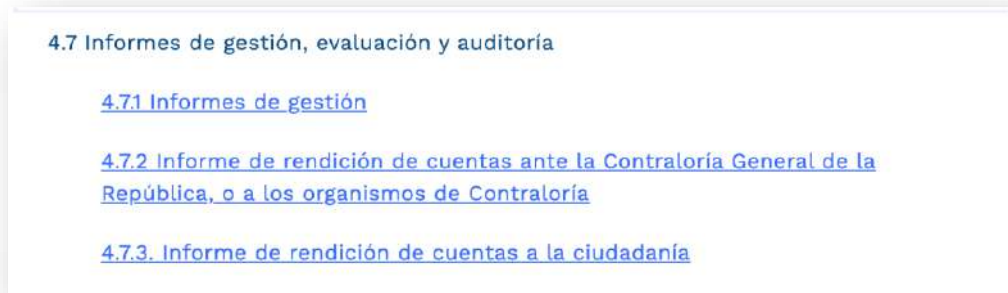 4.7 Informes de gestión, evaluación y auditoría
4.7.1 Informes de gestión
4.7.2 Informe de rendición de cuentas ante la Contraloría General de la
República, o a los organismos de Contraloría
4.7.3. Informe de rendición de cuentas a la ciudadanía